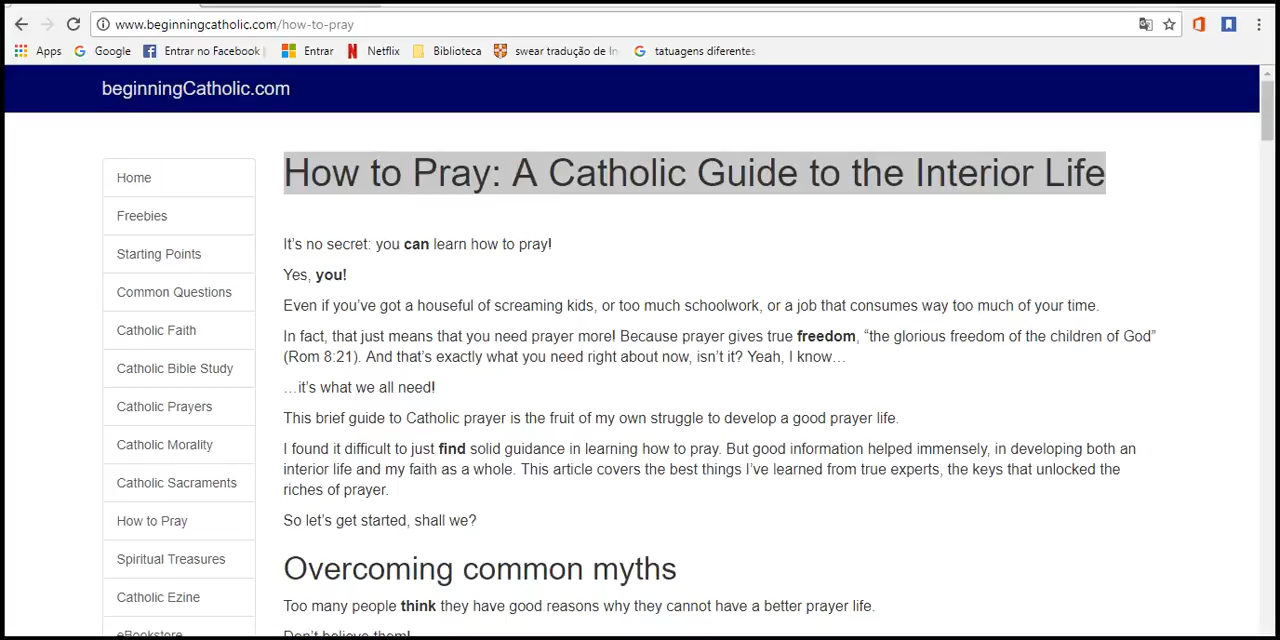 www.beginningcatholic.com/how-to-pray
Apps Google Entrar no Facebook Entrar Netflix Biblioteca swear tradução de In tatuagens diferentes
beginningCatholic.com
Home
Freebies
Starting Points
Common Questions
Catholic Faith
Catholic Bible Study
Catholic Prayers
Catholic Morality
Catholic Sacraments
How to Pray
Spiritual Treasures
Catholic Ezine
eBookstore
How to Pray: A Catholic Guide to the Interior Life
It’s no secret: you can learn how to pray!
Yes, you!
Even if you’ve got a houseful of screaming kids, or too much schoolwork, or a job that consumes way too much of your time.
In fact, that just means that you need prayer more! Because prayer gives true freedom, “the glorious freedom of the children of God”
(Rom 8:21). And that’s exactly what you need right about now, isn’t it? Yeah, I know…
…it’s what we all need!
This brief guide to Catholic prayer is the fruit of my own struggle to develop a good prayer life.
I found it difficult to just find solid guidance in learning how to pray. But good information helped immensely, in developing both an
interior life and my faith as a whole. This article covers the best things I’ve learned from true experts, the keys that unlocked the
riches of prayer.
So let’s get started, shall we?
Overcoming common myths
Too many people think they have good reasons why they cannot have a better prayer life.
Don’t believe them!